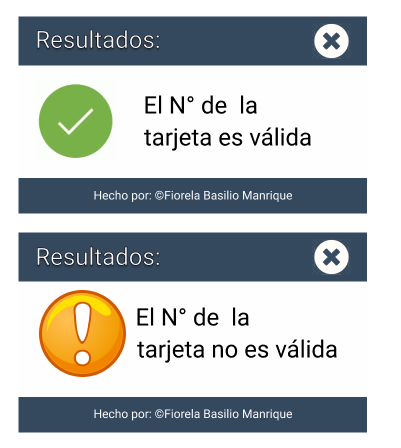 Resultados:
El N° de la
tarjeta es válida
Hecho por: ©Fiorela Basilio Manrique
Resultados:
El N° de la
tarjeta no es válida
Hecho por: ©Fiorela Basilio Manrique